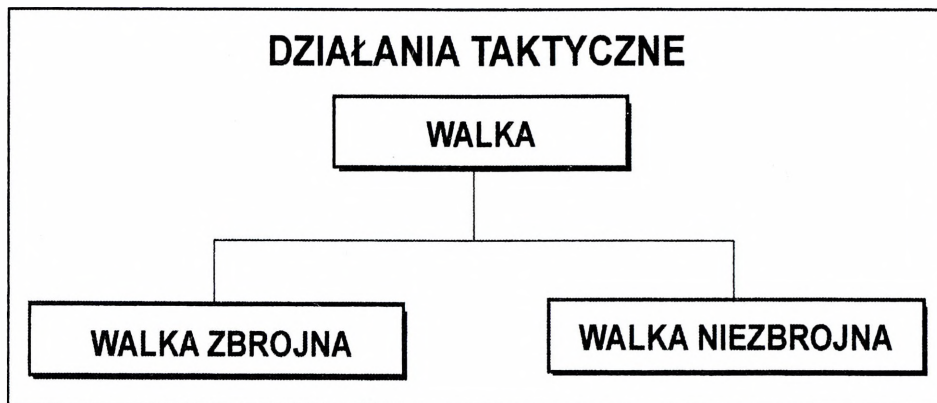 DZIAŁANIA TAKTYCZNE
WALKA
WALKA ZBROJNA
WALKA NIEZBROJNA